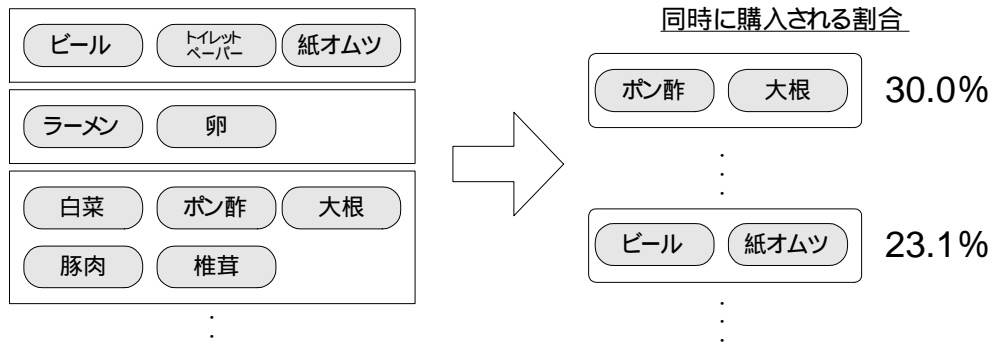 ビール
トイレット
ペーパー
紙オムツ
ラーメン
卵
白菜
ポン酢
大根
豚肉
椎茸
同時に購入される割合
ポン酢
大根
30.0%
ビール
紙オムツ
23.1%